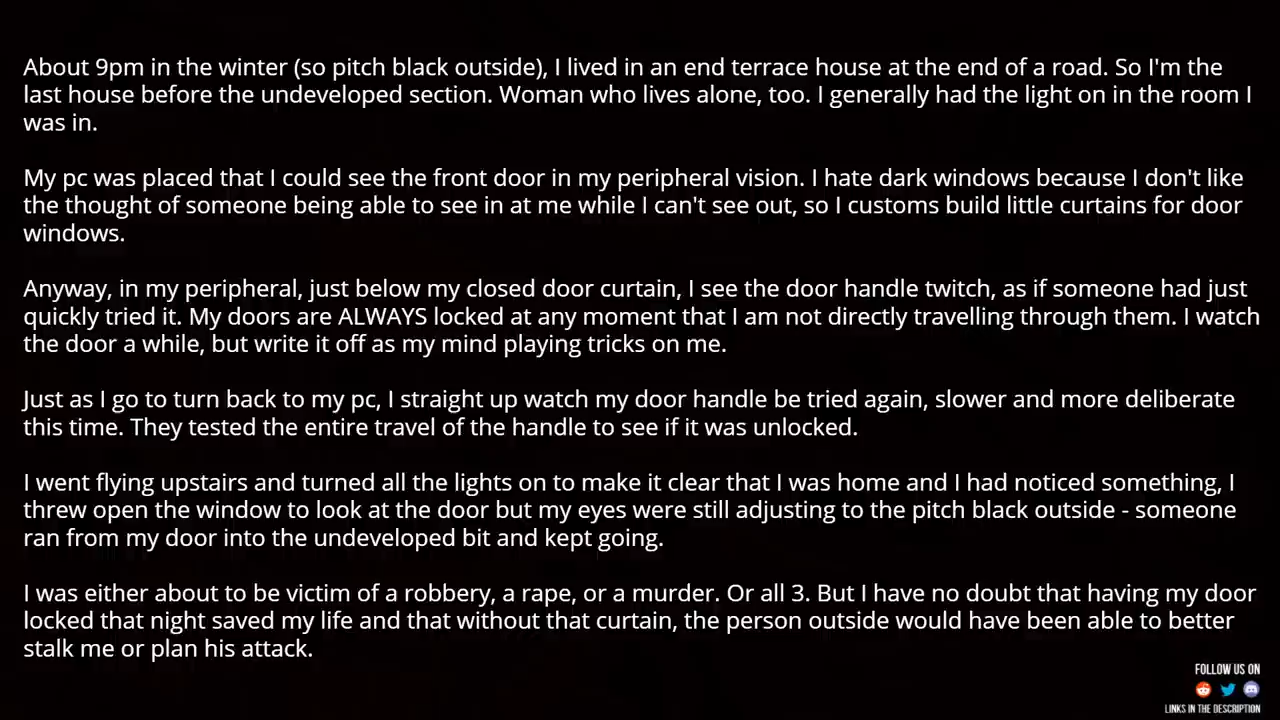 About 9pm in the winter (so pitch black outside), I lived in an end terrace house at the end of a road. So I'm the
last house before the undeveloped section. Woman who lives alone, too. I generally had the light on in the room I
was in.
My pc was placed that I could see the front door in my peripheral vision. I hate dark windows because I don't like
the thought of someone being able to see in at me while I can't see out, so I customs build little curtains for door
windows.
Anyway, in my peripheral, just below my closed door curtain, I see the door handle twitch, as if someone had just
quickly tried it. My doors are ALWAYS locked at any moment that I am not directly travelling through them. I watch
the door a while, but write it off as my mind playing tricks on me.
Just as I go to turn back to my pc, I straight up watch my door handle be tried again, slower and more deliberate
this time. They tested the entire travel of the handle to see if it was unlocked.
I went flying upstairs and turned all the lights on to make it clear that I was home and I had noticed something, I
threw open the window to look at the door but my eyes were still adjusting to the pitch black outside - someone
ran from my door into the undeveloped bit and kept going.
I was either about to be victim of a robbery, a rape, or a murder. Or all 3. But I have no doubt that having my door
locked that night saved my life and that without that curtain, the person outside would have been able to better
stalk me or plan his attack.
FOLLOW US ON
LINKS IN THE DESCRIPTION